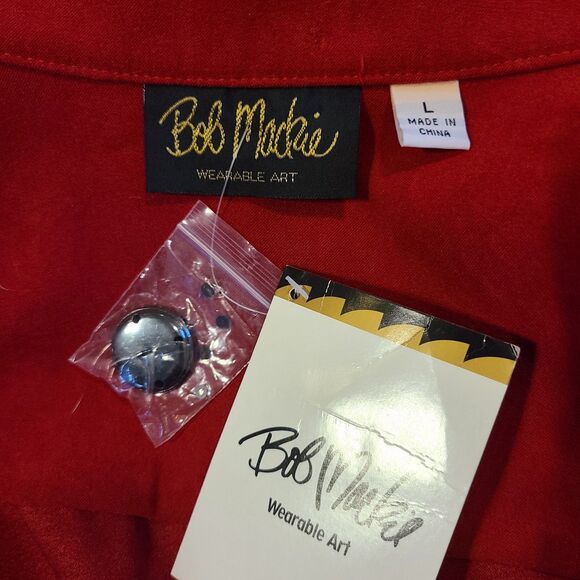 Bob Mackie
WEARABLE ART
L
MADE IN
CHINA
Bob Mackie
Wearable Art